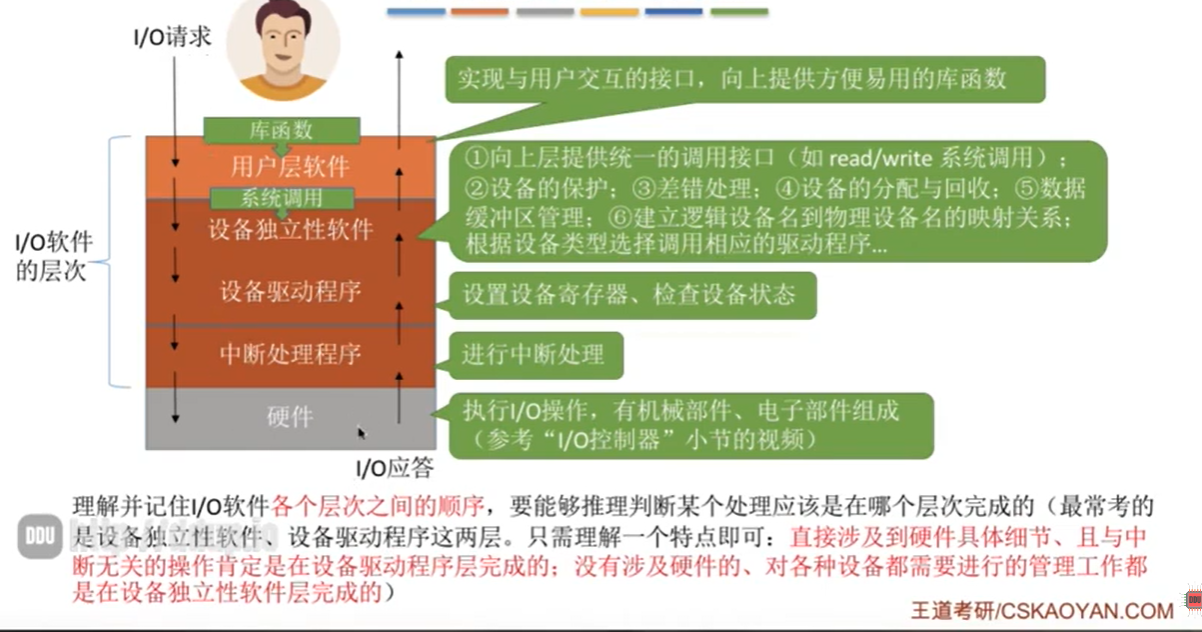 I/O请求
实现与用户交互的接口，向上提供方便易用的库函数
库函数
用户层软件
系统调用
①向上层提供统一的调用接口（如 read/write 系统调用）；
②设备的保护；③差错处理；④设备的分配与回收；⑤数据
缓冲区管理；⑥建立逻辑设备名到物理设备名的映射关系；
根据设备类型选择调用相应的驱动程序...
设备独立性软件
I/O软件
的层次
设备驱动程序
设置设备寄存器、检查设备状态
中断处理程序
进行中断处理
硬件
执行I/O操作，有机械部件、电子部件组成
（参考“I/O控制器”小节的视频）
I/O应答
理解并记住I/O软件各个层次之间的顺序，要能够推理判断某个处理应该是在哪个层次完成的（最常考的
是设备独立性软件、设备驱动程序这两层。只需理解一个特点即可：直接涉及到硬件具体细节、且与中
断无关的操作肯定是在设备驱动程序层完成的；没有涉及硬件的、对各种设备都需要进行的管理工作都
是在设备独立性软件层完成的）
DDU
王道考研/CSKAOYAN.COM